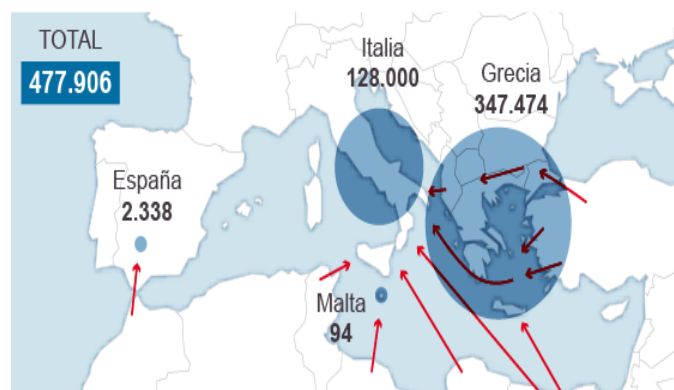 TOTAL
477.906
Italia
128.000
Grecia
347.474
España
2.338
Malta
94